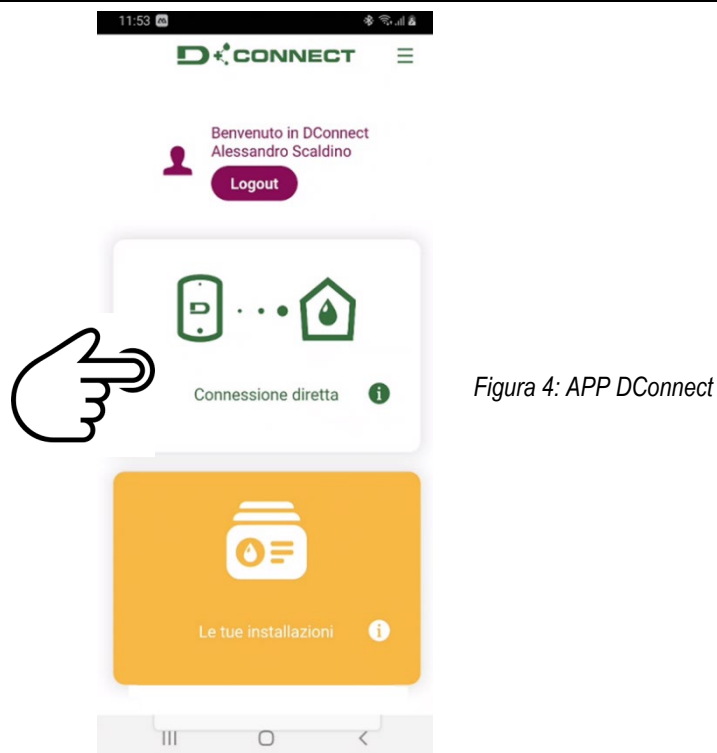 11:53
D CONNECT
Benvenuto in DConnect
Alessandro Scaldino
Logout
D
Connessione diretta i
Figura 4: APP DConnect
Le tue installazioni i